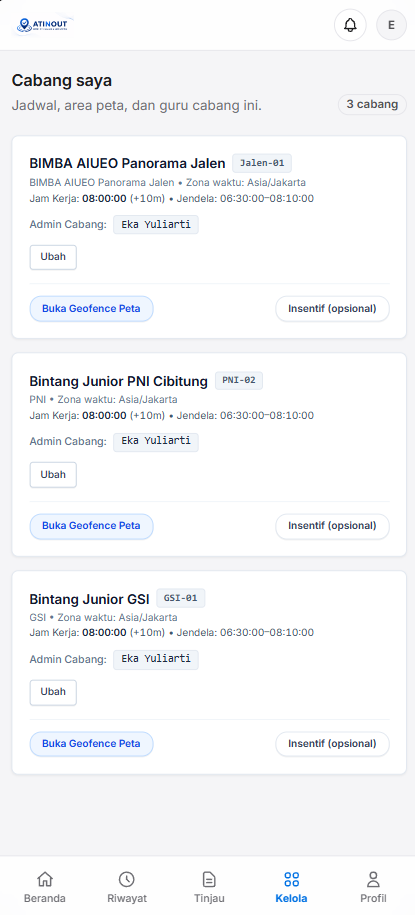 ATINOUT
E
Cabang saya
Jadwal, area peta, dan guru cabang ini.
3 cabang
BIMBA AIUEO Panorama Jalen Jalen-01
BIMBA AIUEO Panorama Jalen • Zona waktu: Asia/Jakarta
Jam Kerja: 08:00:00 (+10m) • Jendela: 06:30:00–08:10:00
Admin Cabang: Eka Yuliarti
Ubah
Buka Geofence Peta
Insentif (opsional)
Bintang Junior PNI Cibitung PNI-02
PNI • Zona waktu: Asia/Jakarta
Jam Kerja: 08:00:00 (+10m) • Jendela: 06:30:00–08:10:00
Admin Cabang: Eka Yuliarti
Ubah
Buka Geofence Peta
Insentif (opsional)
Bintang Junior GSI GSI-01
GSI • Zona waktu: Asia/Jakarta
Jam Kerja: 08:00:00 (+10m) • Jendela: 06:30:00–08:10:00
Admin Cabang: Eka Yuliarti
Ubah
Buka Geofence Peta
Insentif (opsional)
Beranda
Riwayat
Tinjau
Kelola
Profil